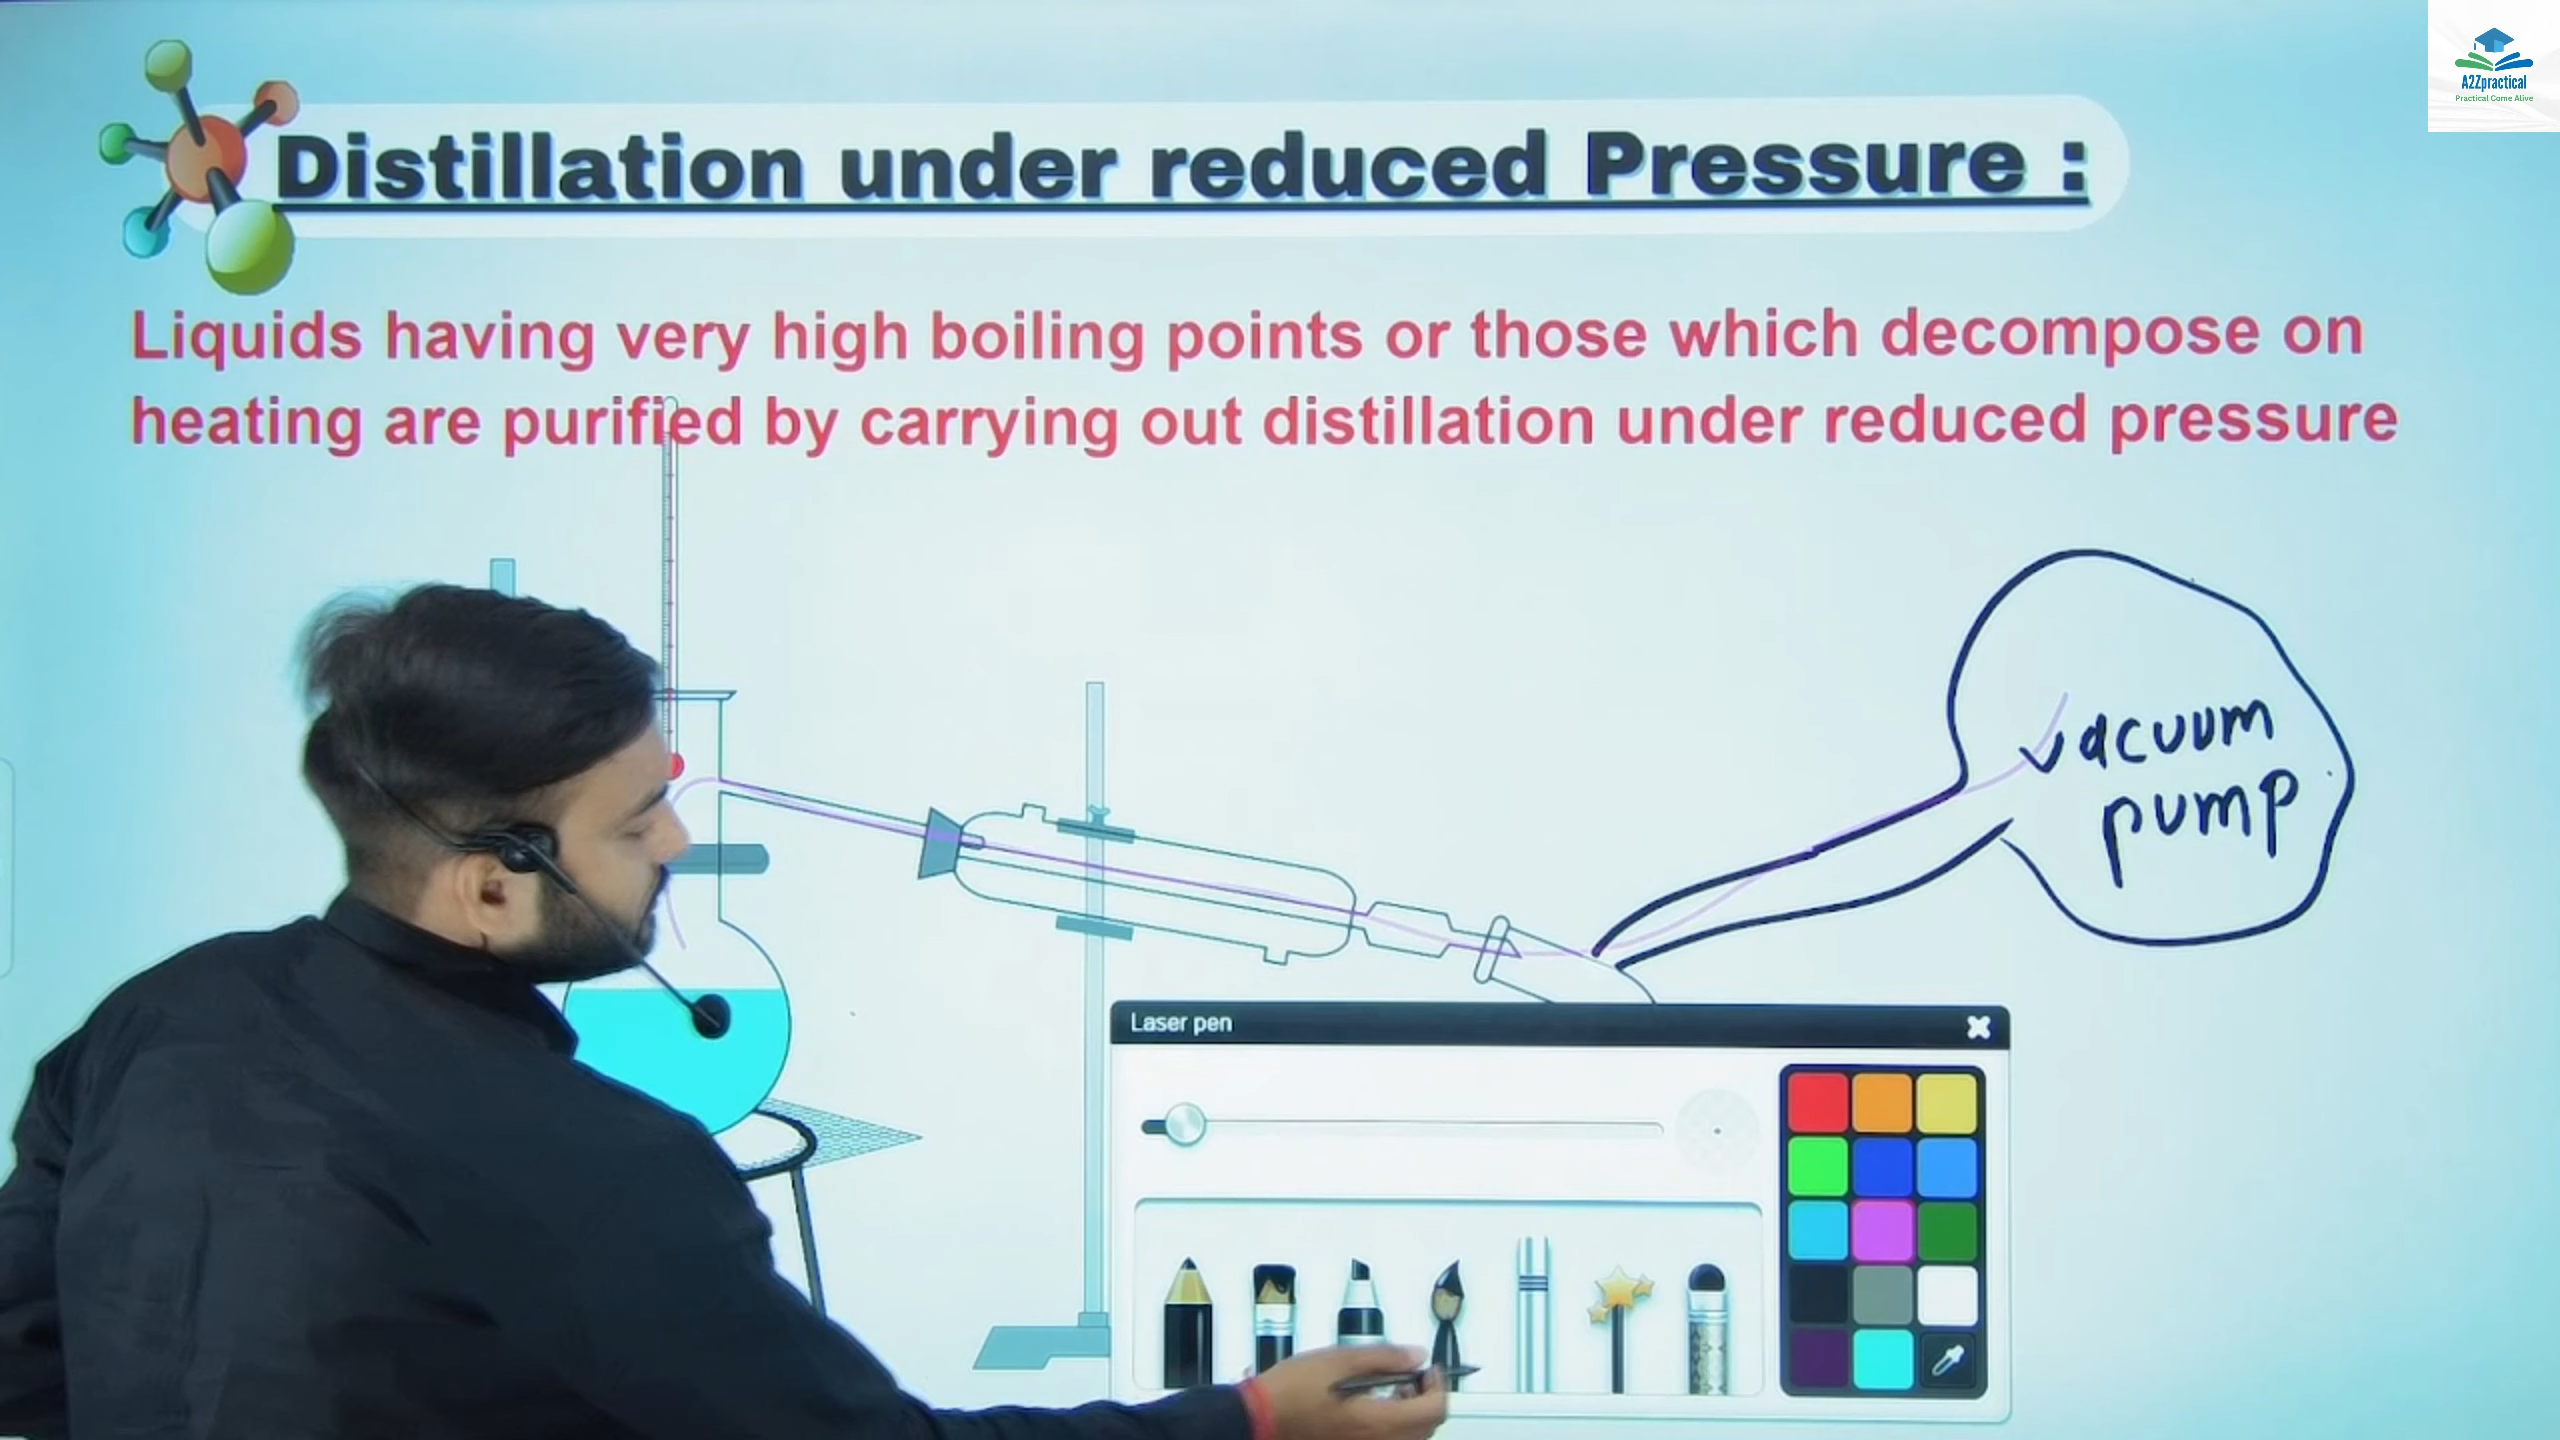 A2Zpractical
Practical Come Alive
Distillation under reduced Pressure :
Liquids having very high boiling points or those which decompose on
heating are purified by carrying out distillation under reduced pressure
vacuum
pump
Laser pen